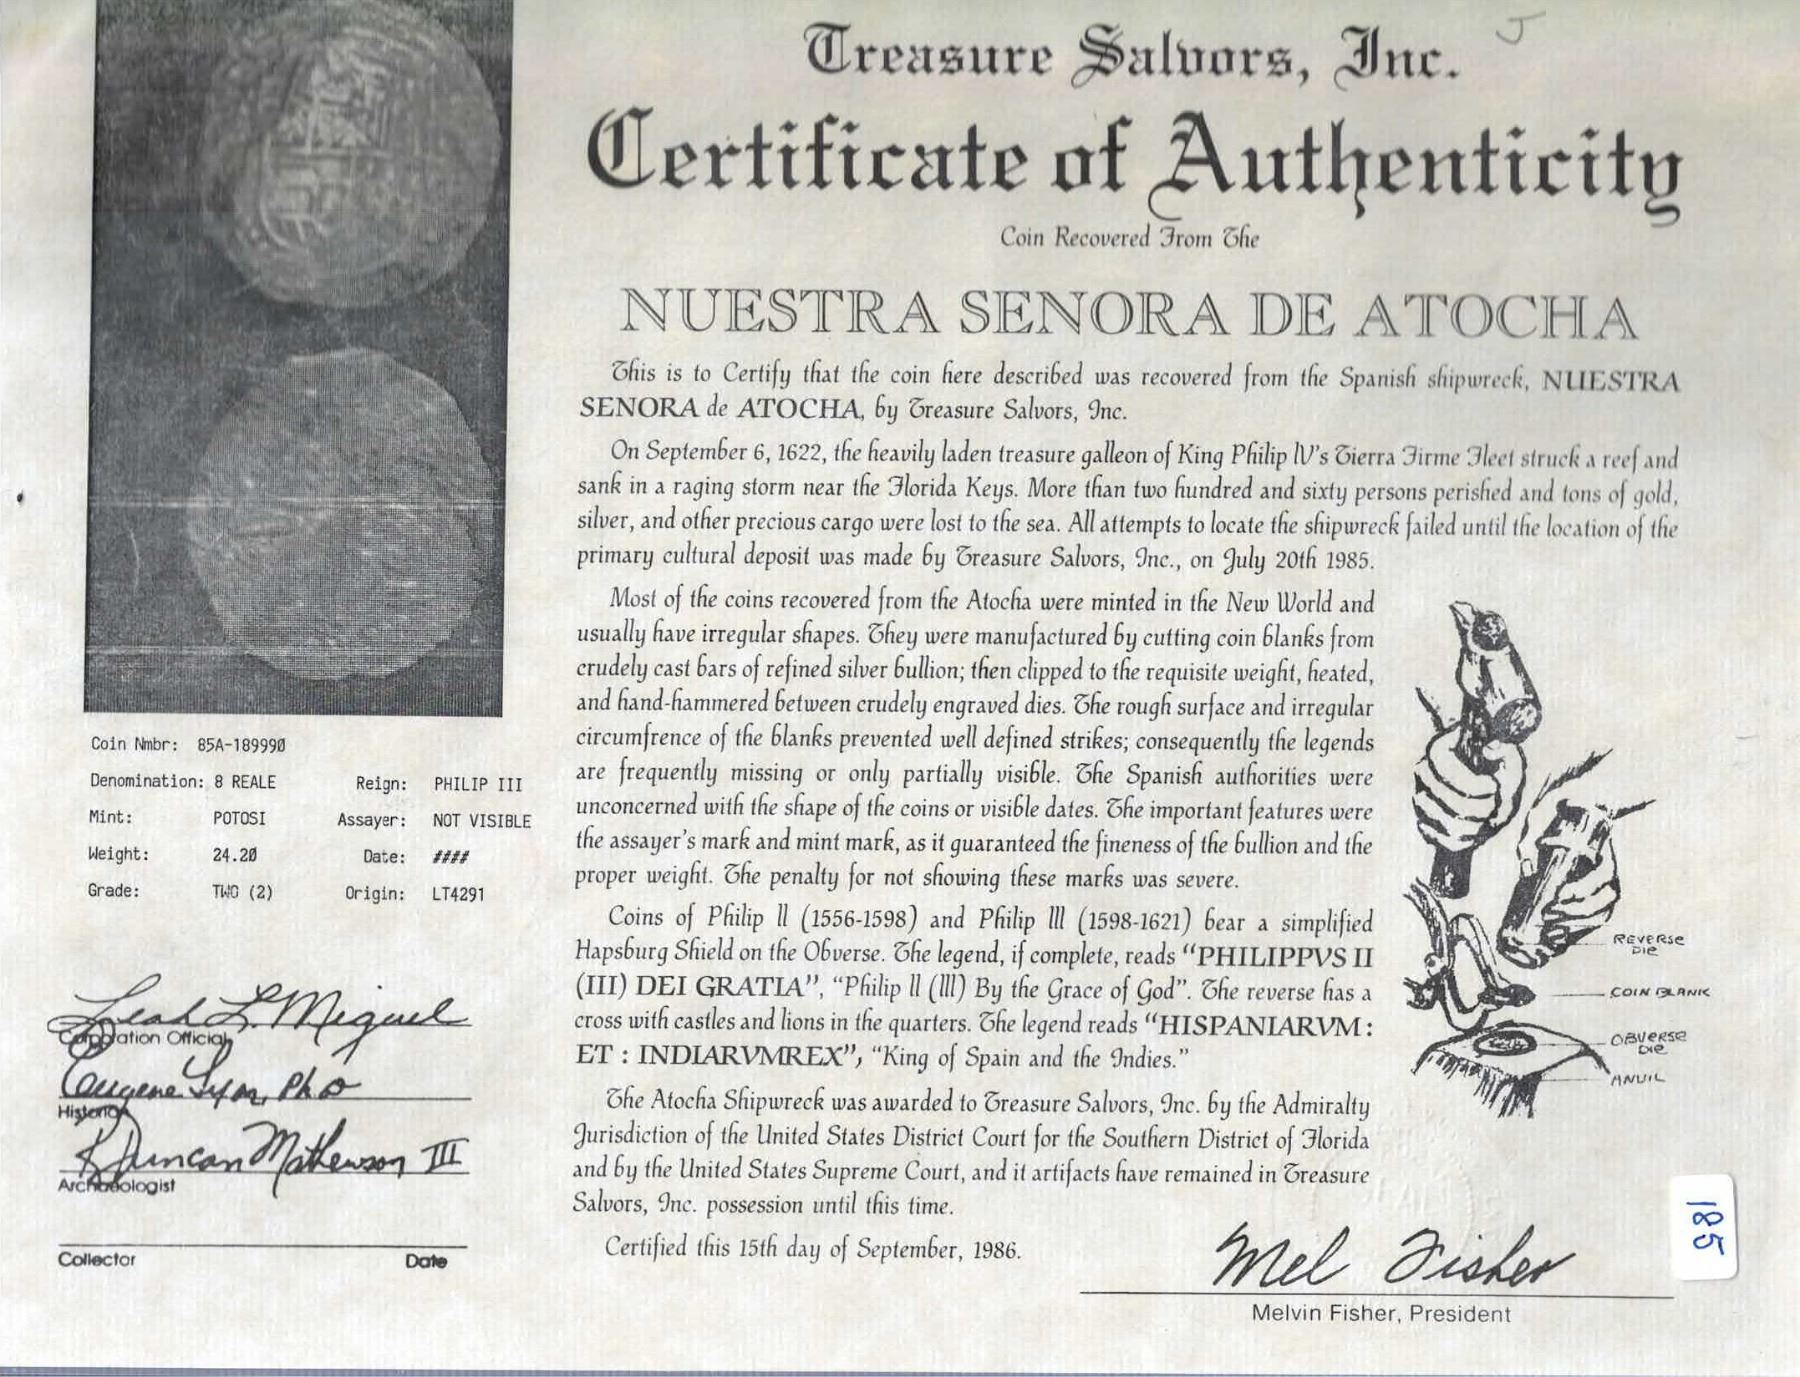 Treasure Salvors, Inc.
Certificate of Authenticity
Coin Recovered From The
NUESTRA SENORA DE ATOCHA
This is to Certify that the coin here described was recovered from the Spanish shipwreck, NUESTRA
SENORA de ATOCHA, by Treasure Salvors, Inc.
On September 6, 1622, the heavily laden treasure galleon of King Philip IV's Tierra Firme Fleet struck a reef and
sank in a raging storm near the Florida Keys. More than two hundred and sixty persons perished and tons of gold,
silver, and other precious cargo were lost to the sea. All attempts to locate the shipwreck failed until the location of the
primary cultural deposit was made by Treasure Salvors, Inc., on July 20th 1985.
Most of the coins recovered from the Atocha were minted in the New World and
usually have irregular shapes. They were manufactured by cutting coin blanks from
crudely cast bars of refined silver bullion; then clipped to the requisite weight, heated,
and hand-hammered between crudely engraved dies. The rough surface and irregular
circumfrence of the blanks prevented well defined strikes; consequently the legends
are frequently missing or only partially visible. The Spanish authorities were
unconcerned with the shape of the coins or visible dates. The important features were
the assayer's mark and mint mark, as it guaranteed the fineness of the bullion and the
proper weight. The penalty for not showing these marks was severe.
Coins of Philip II (1556-1598) and Philip III (1598-1621) bear a simplified
Hapsburg Shield on the Obverse. The legend, if complete, reads "PHILIPPVS II
(III) DEI GRATIA", "Philip II (III) By the Grace of God". The reverse has a
cross with castles and lions in the quarters. The legend reads "HISPANIARVM :
ET : INDIARVMREX", "King of Spain and the Indies."
The Atocha Shipwreck was awarded to Treasure Salvors, Inc. by the Admiralty
Jurisdiction of the United States District Court for the Southern District of Florida
and by the United States Supreme Court, and it artifacts have remained in Treasure
Salvors, Inc. possession until this time.
Certified this 15th day of September, 1986.
Mel Fisher
Melvin Fisher, President
REVERSE
DIE
COIN BLANK
OBVERSE
DIE
ANVIL
185
Coin Nmbr: 85A-189990
Denomination: 8 REALE Reign: PHILIP III
Mint: POTOSI Assayer: NOT VISIBLE
Weight: 24.20 Date: ####
Grade: TWO (2) Origin: LT4291
Leah L. Miguel
Corporation Official
Eugene Lyon, PhD
Historian
R Duncan Mathewson III
Archaeologist
Collector Date